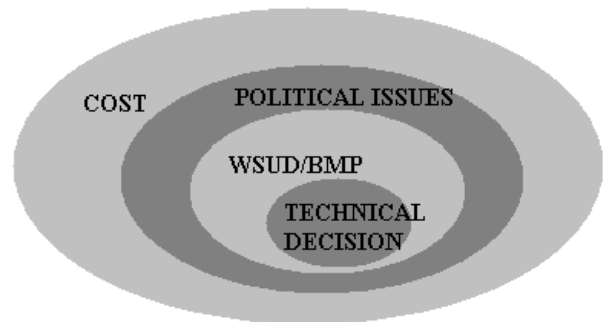 COST
POLITICAL ISSUES
WSUD/BMP
TECHNICAL
DECISION